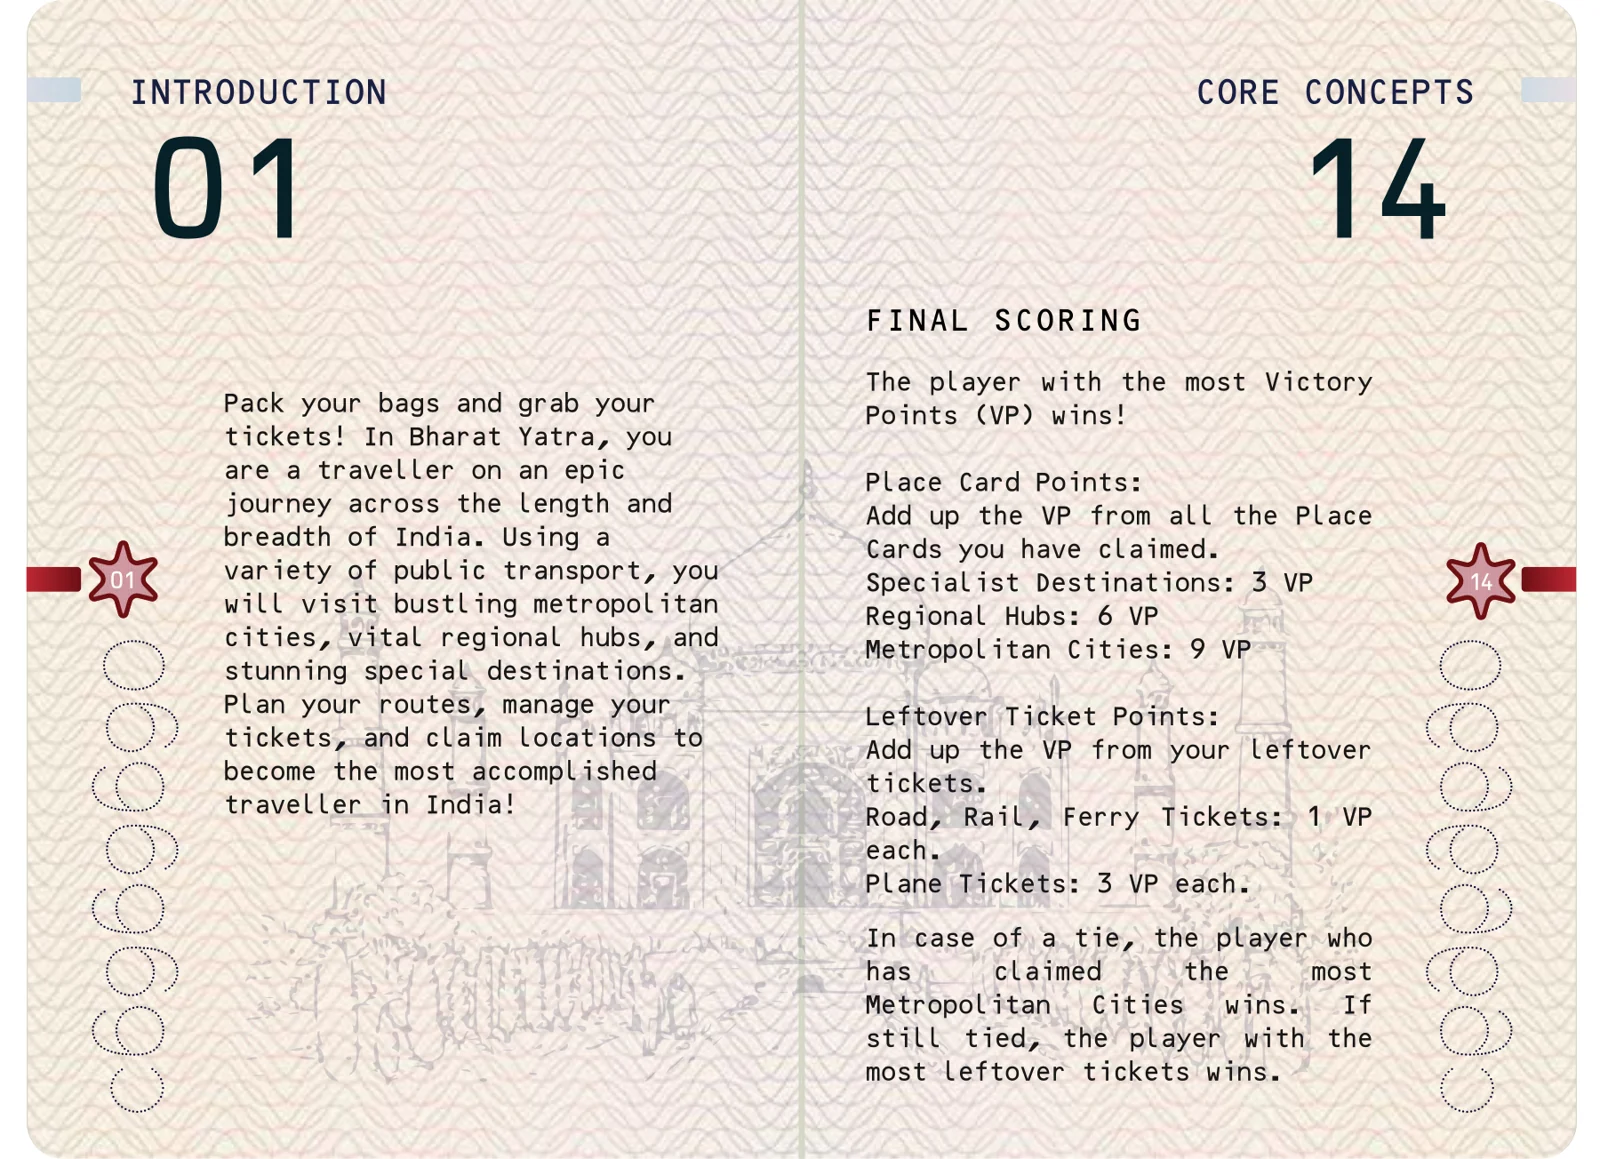 INTRODUCTION
01
Pack your bags and grab your
tickets! In Bharat Yatra, you
are a traveller on an epic
journey across the length and
breadth of India. Using a
variety of public transport, you
will visit bustling metropolitan
cities, vital regional hubs, and
stunning special destinations.
Plan your routes, manage your
tickets, and claim locations to
become the most accomplished
traveller in India!
01
CORE CONCEPTS
14
FINAL SCORING
The player with the most Victory
Points (VP) wins!
Place Card Points:
Add up the VP from all the Place
Cards you have claimed.
Specialist Destinations: 3 VP
Regional Hubs: 6 VP
Metropolitan Cities: 9 VP
Leftover Ticket Points:
Add up the VP from your leftover
tickets.
Road, Rail, Ferry Tickets: 1 VP
each.
Plane Tickets: 3 VP each.
In case of a tie, the player who
has claimed the most
Metropolitan Cities wins. If
still tied, the player with the
most leftover tickets wins.
14